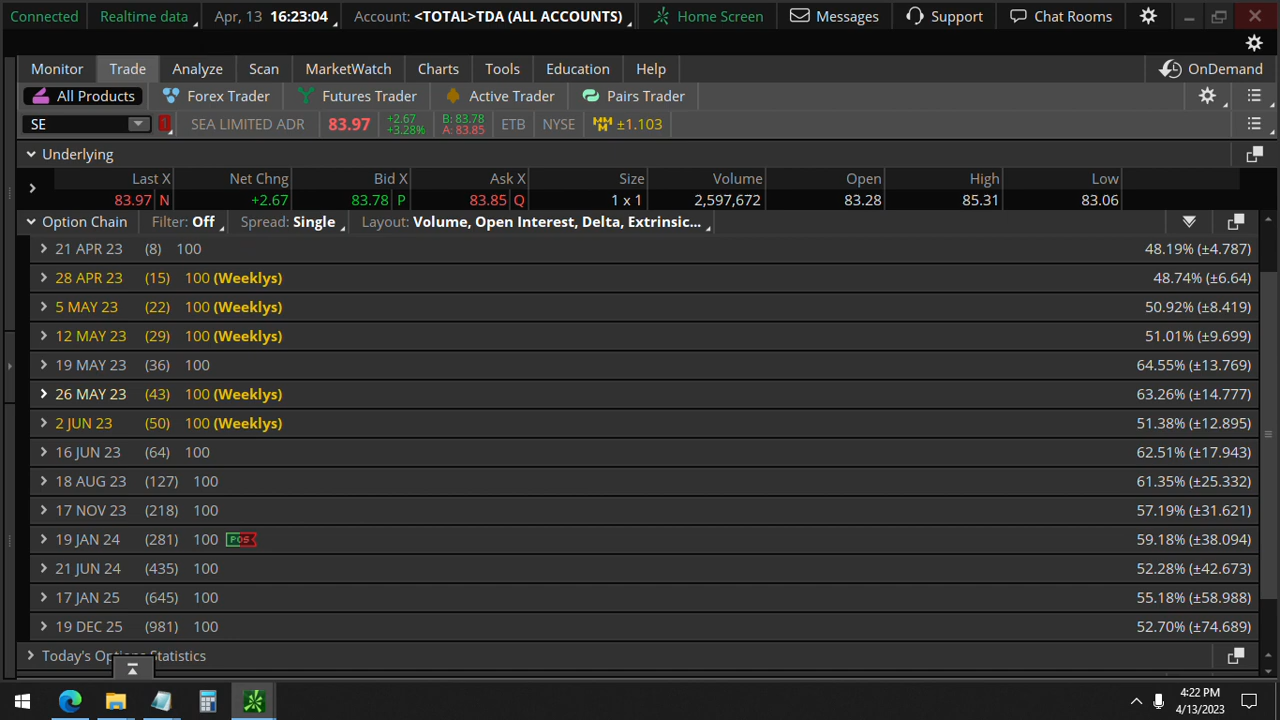 Connected Realtime data Apr, 13 16:23:04 Account: <TOTAL>TDA (ALL ACCOUNTS) Home Screen Messages Support Chat Rooms
Monitor Trade Analyze Scan MarketWatch Charts Tools Education Help OnDemand
All Products Forex Trader Futures Trader Active Trader Pairs Trader
SE 1 SEA LIMITED ADR 83.97 +2.67 +3.28% B: 83.78 A: 83.85 ETB NYSE MM ±1.103
Underlying
Last X Net Chng Bid X Ask X Size Volume Open High Low
83.97 N +2.67 83.78 P 83.85 Q 1 x 1 2,597,672 83.28 85.31 83.06
Option Chain Filter: Off Spread: Single Layout: Volume, Open Interest, Delta, Extrinsic...
21 APR 23 (8) 100 48.19% (±4.787)
28 APR 23 (15) 100 (Weeklys) 48.74% (±6.64)
5 MAY 23 (22) 100 (Weeklys) 50.92% (±8.419)
12 MAY 23 (29) 100 (Weeklys) 51.01% (±9.699)
19 MAY 23 (36) 100 64.55% (±13.769)
26 MAY 23 (43) 100 (Weeklys) 63.26% (±14.777)
2 JUN 23 (50) 100 (Weeklys) 51.38% (±12.895)
16 JUN 23 (64) 100 62.51% (±17.943)
18 AUG 23 (127) 100 61.35% (±25.332)
17 NOV 23 (218) 100 57.19% (±31.621)
19 JAN 24 (281) 100 POS 59.18% (±38.094)
21 JUN 24 (435) 100 52.28% (±42.673)
17 JAN 25 (645) 100 55.18% (±58.988)
19 DEC 25 (981) 100 52.70% (±74.689)
Today's Options Statistics
4:22 PM
4/13/2023